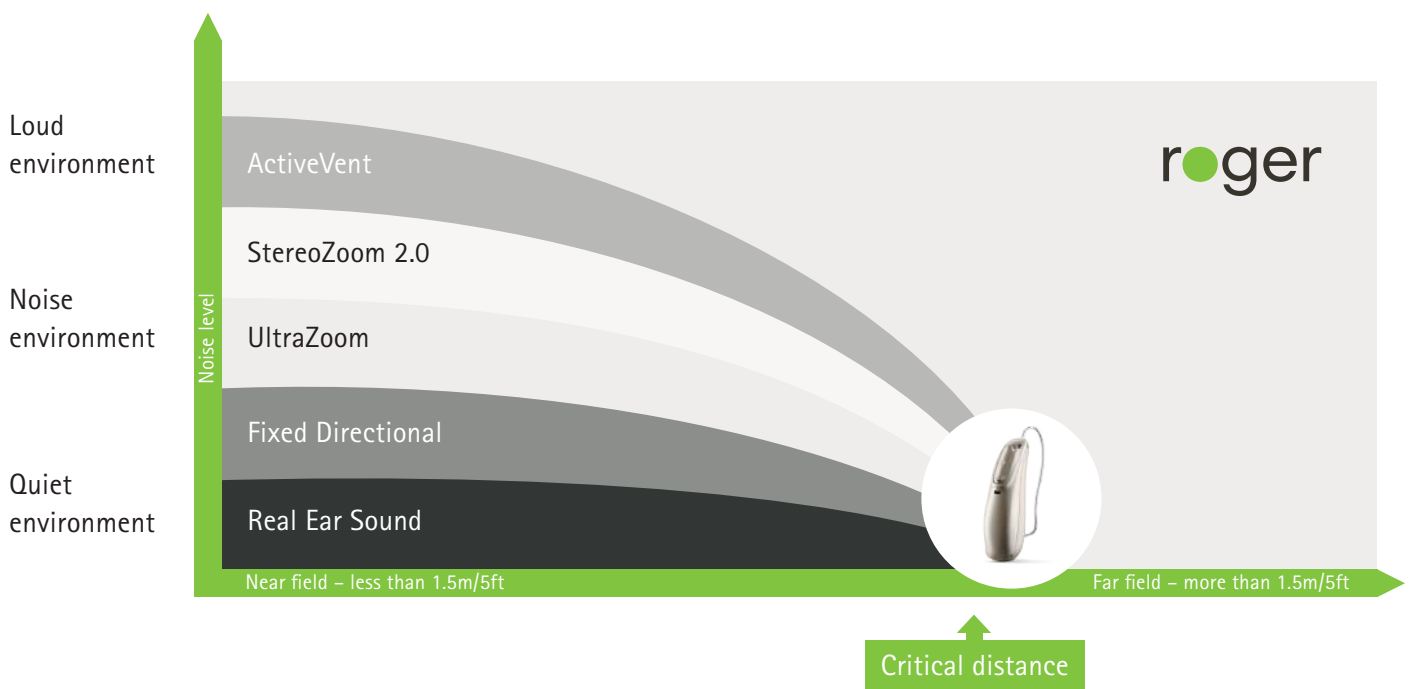 Loud
environment
ActiveVent
roger
StereoZoom 2.0
Noise
environment
Noise level
UltraZoom
Fixed Directional
Quiet
environment
Real Ear Sound
Near field – less than 1.5m/5ft
Far field – more than 1.5m/5ft
Critical distance